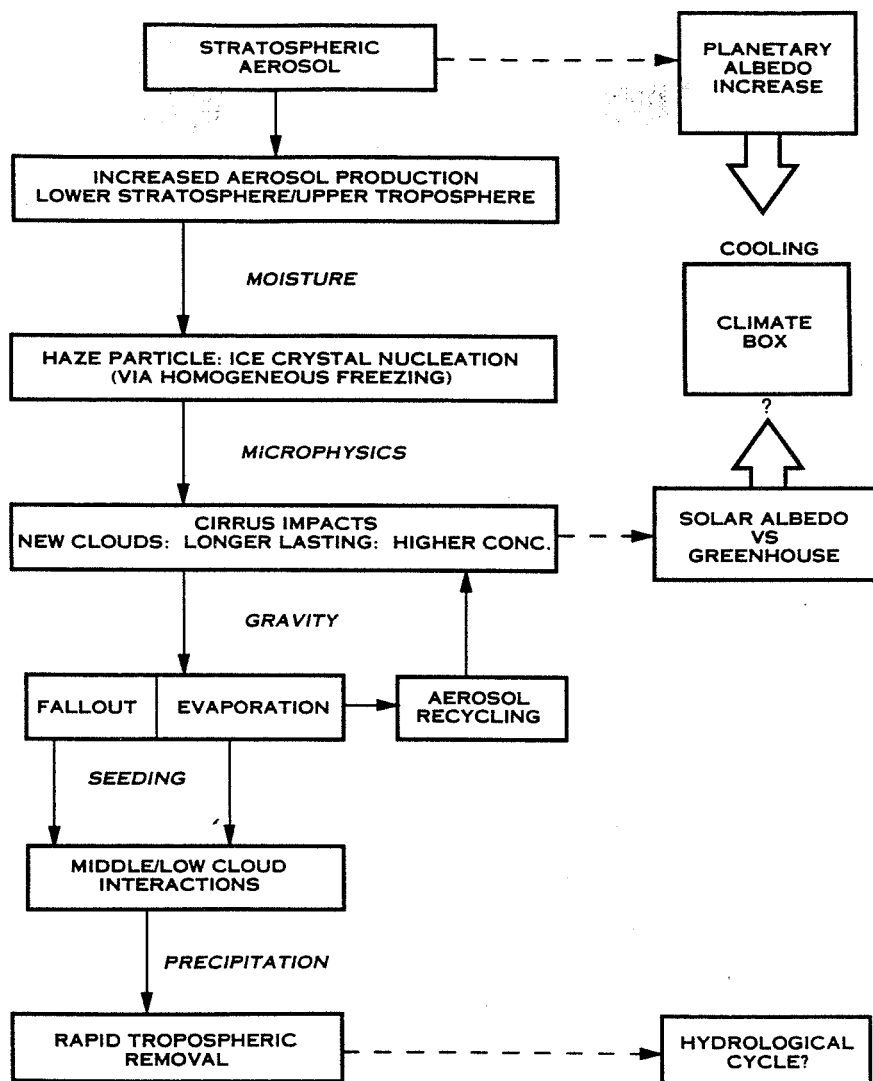 STRATOSPHERIC
AEROSOL
PLANETARY
ALBEDO
INCREASE
INCREASED AEROSOL PRODUCTION
LOWER STRATOSPHERE/UPPER TROPOSPHERE
COOLING
MOISTURE
CLIMATE
BOX
HAZE PARTICLE: ICE CRYSTAL NUCLEATION
(VIA HOMOGENEOUS FREEZING)
?
MICROPHYSICS
CIRRUS IMPACTS
NEW CLOUDS: LONGER LASTING: HIGHER CONC.
SOLAR ALBEDO
VS
GREENHOUSE
GRAVITY
FALLOUT
EVAPORATION
AEROSOL
RECYCLING
SEEDING
MIDDLE/LOW CLOUD
INTERACTIONS
PRECIPITATION
RAPID TROPOSPHERIC
REMOVAL
HYDROLOGICAL
CYCLE?